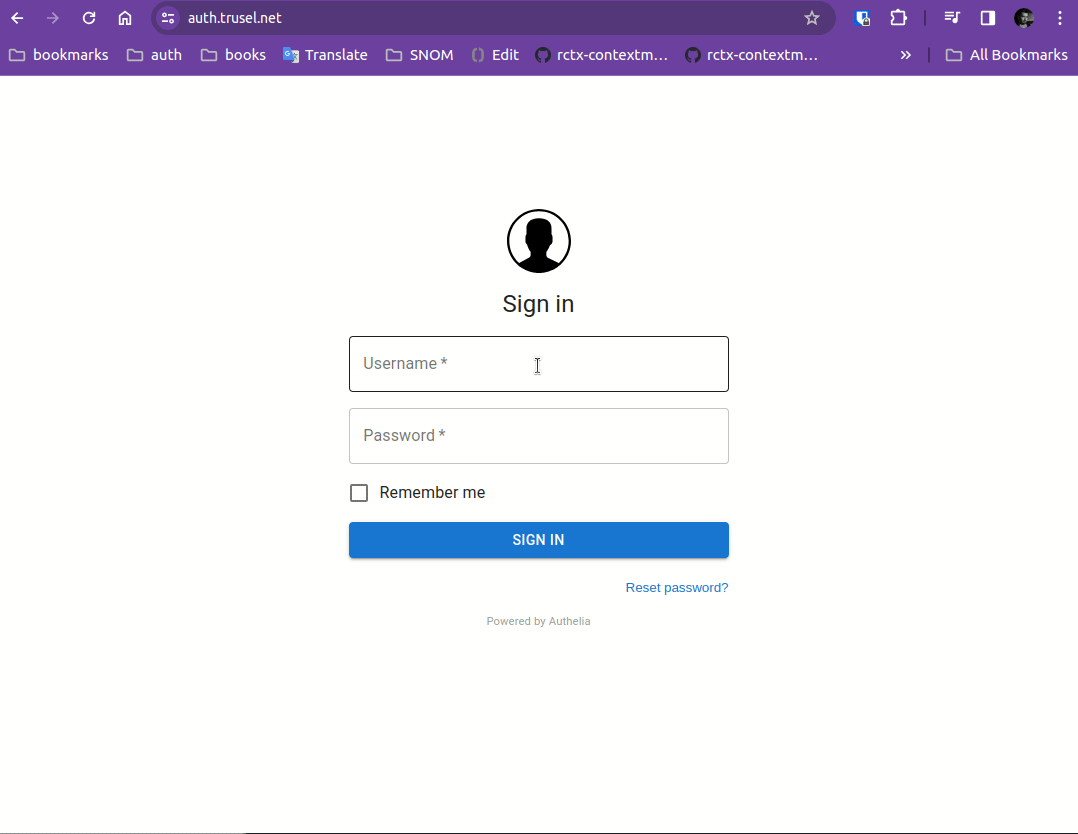 auth.trusel.net
bookmarks auth books Translate SNOM Edit rctx-contextm... rctx-contextm... » All Bookmarks
Sign in
Username *
Password *
Remember me
SIGN IN
Reset password?
Powered by Authelia